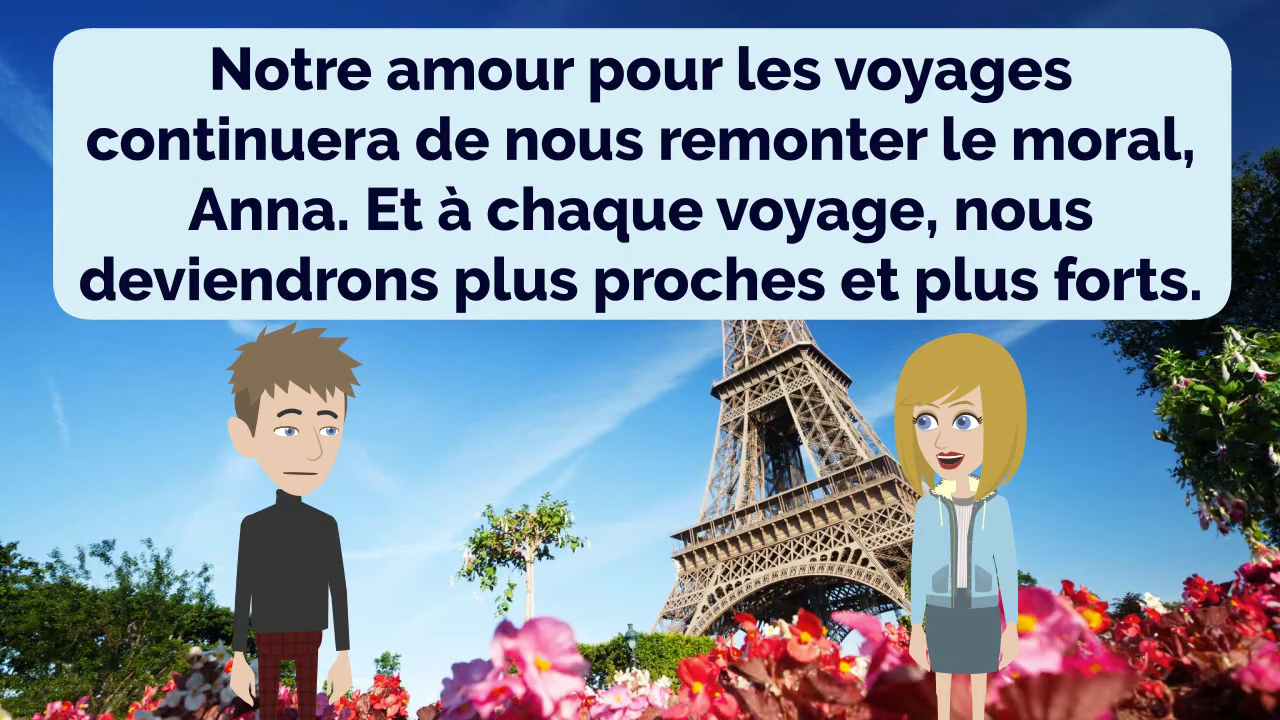 Notre amour pour les voyages
continuera de nous remonter le moral,
Anna. Et à chaque voyage, nous
deviendrons plus proches et plus forts.